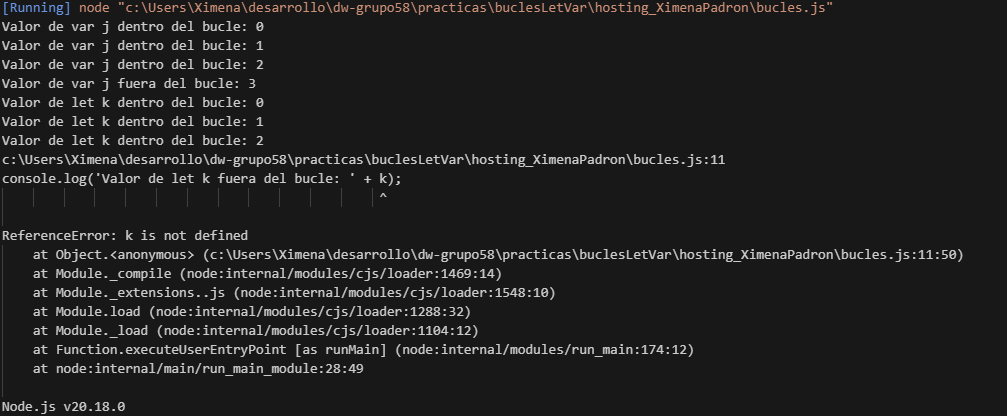 [Running] node "c:\Users\Ximena\desarrollo\dw-grupo58\practicas\buclesLetVar\hosting_XimenaPadron\bucles.js"
Valor de var j dentro del bucle: 0
Valor de var j dentro del bucle: 1
Valor de var j dentro del bucle: 2
Valor de var j fuera del bucle: 3
Valor de let k dentro del bucle: 0
Valor de let k dentro del bucle: 1
Valor de let k dentro del bucle: 2
c:\Users\Ximena\desarrollo\dw-grupo58\practicas\buclesLetVar\hosting_XimenaPadron\bucles.js:11
console.log('Valor de let k fuera del bucle: ' + k);
^
ReferenceError: k is not defined
at Object.<anonymous> (c:\Users\Ximena\desarrollo\dw-grupo58\practicas\buclesLetVar\hosting_XimenaPadron\bucles.js:11:50)
at Module._compile (node:internal/modules/cjs/loader:1469:14)
at Module._extensions..js (node:internal/modules/cjs/loader:1548:10)
at Module.load (node:internal/modules/cjs/loader:1288:32)
at Module._load (node:internal/modules/cjs/loader:1104:12)
at Function.executeUserEntryPoint [as runMain] (node:internal/modules/run_main:174:12)
at node:internal/main/run_main_module:28:49
Node.js v20.18.0